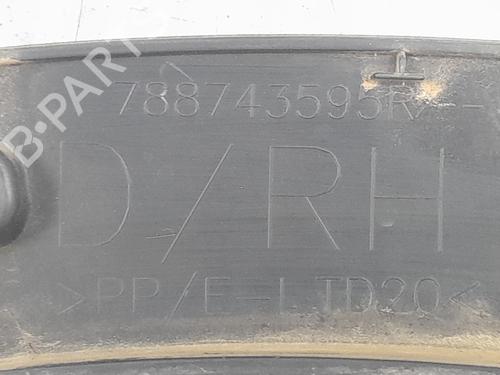 788743595R--
D/RH
>PP/E-LTD20<
B-PARTS